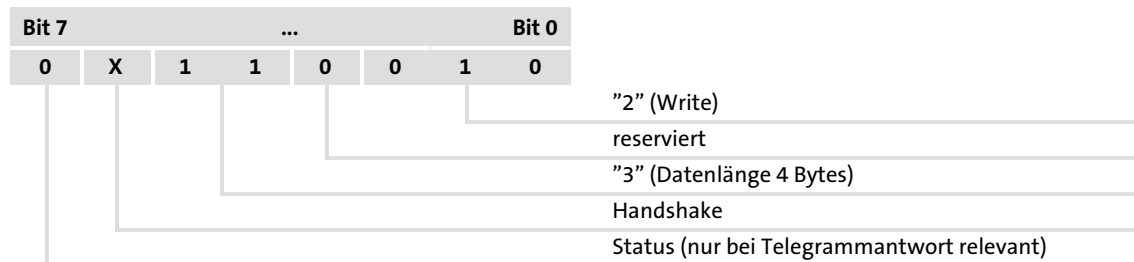 Bit 7 ... Bit 0
0 X 1 1 0 0 1 0
”2” (Write)
reserviert
”3” (Datenlänge 4 Bytes)
Handshake
Status (nur bei Telegrammantwort relevant)